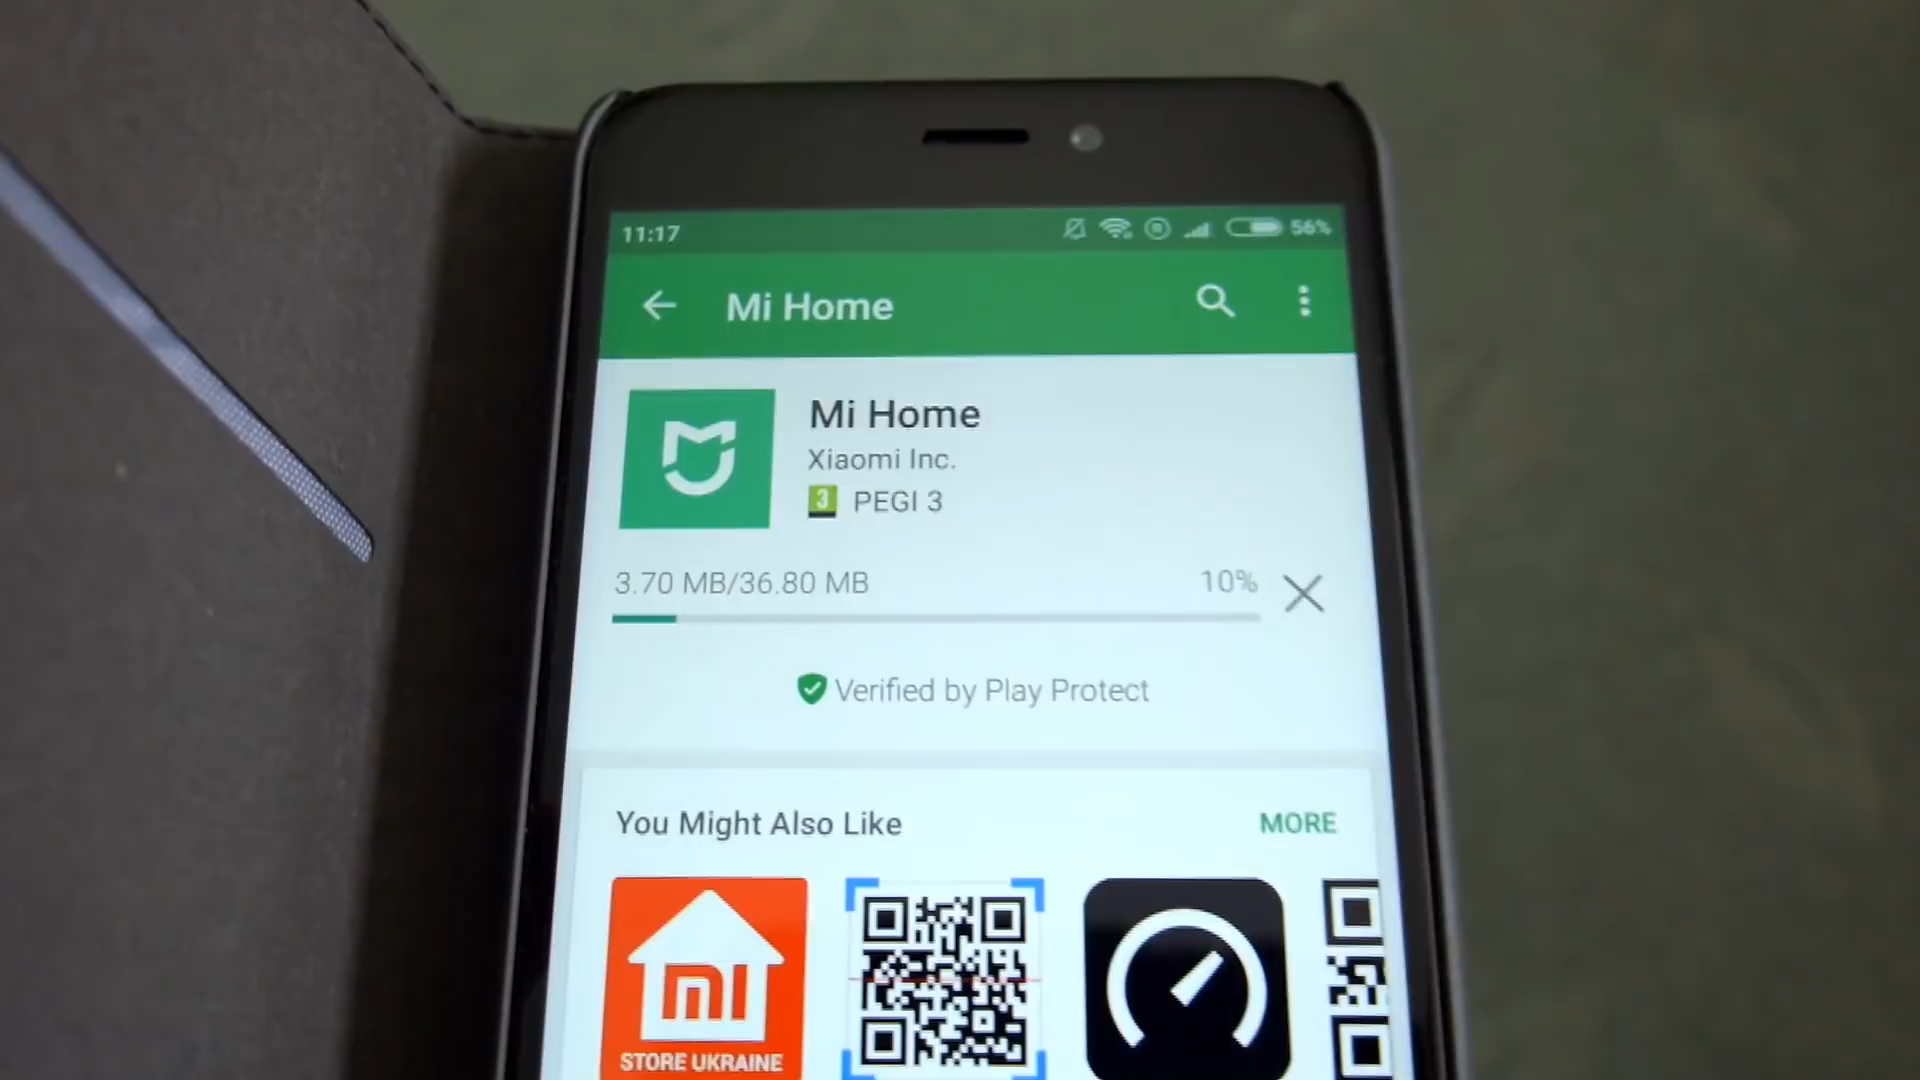 11:17
56%
Mi Home
Mi Home
Xiaomi Inc.
3 PEGI 3
3.70 MB/36.80 MB 10%
Verified by Play Protect
You Might Also Like MORE
mi
STORE UKRAINE